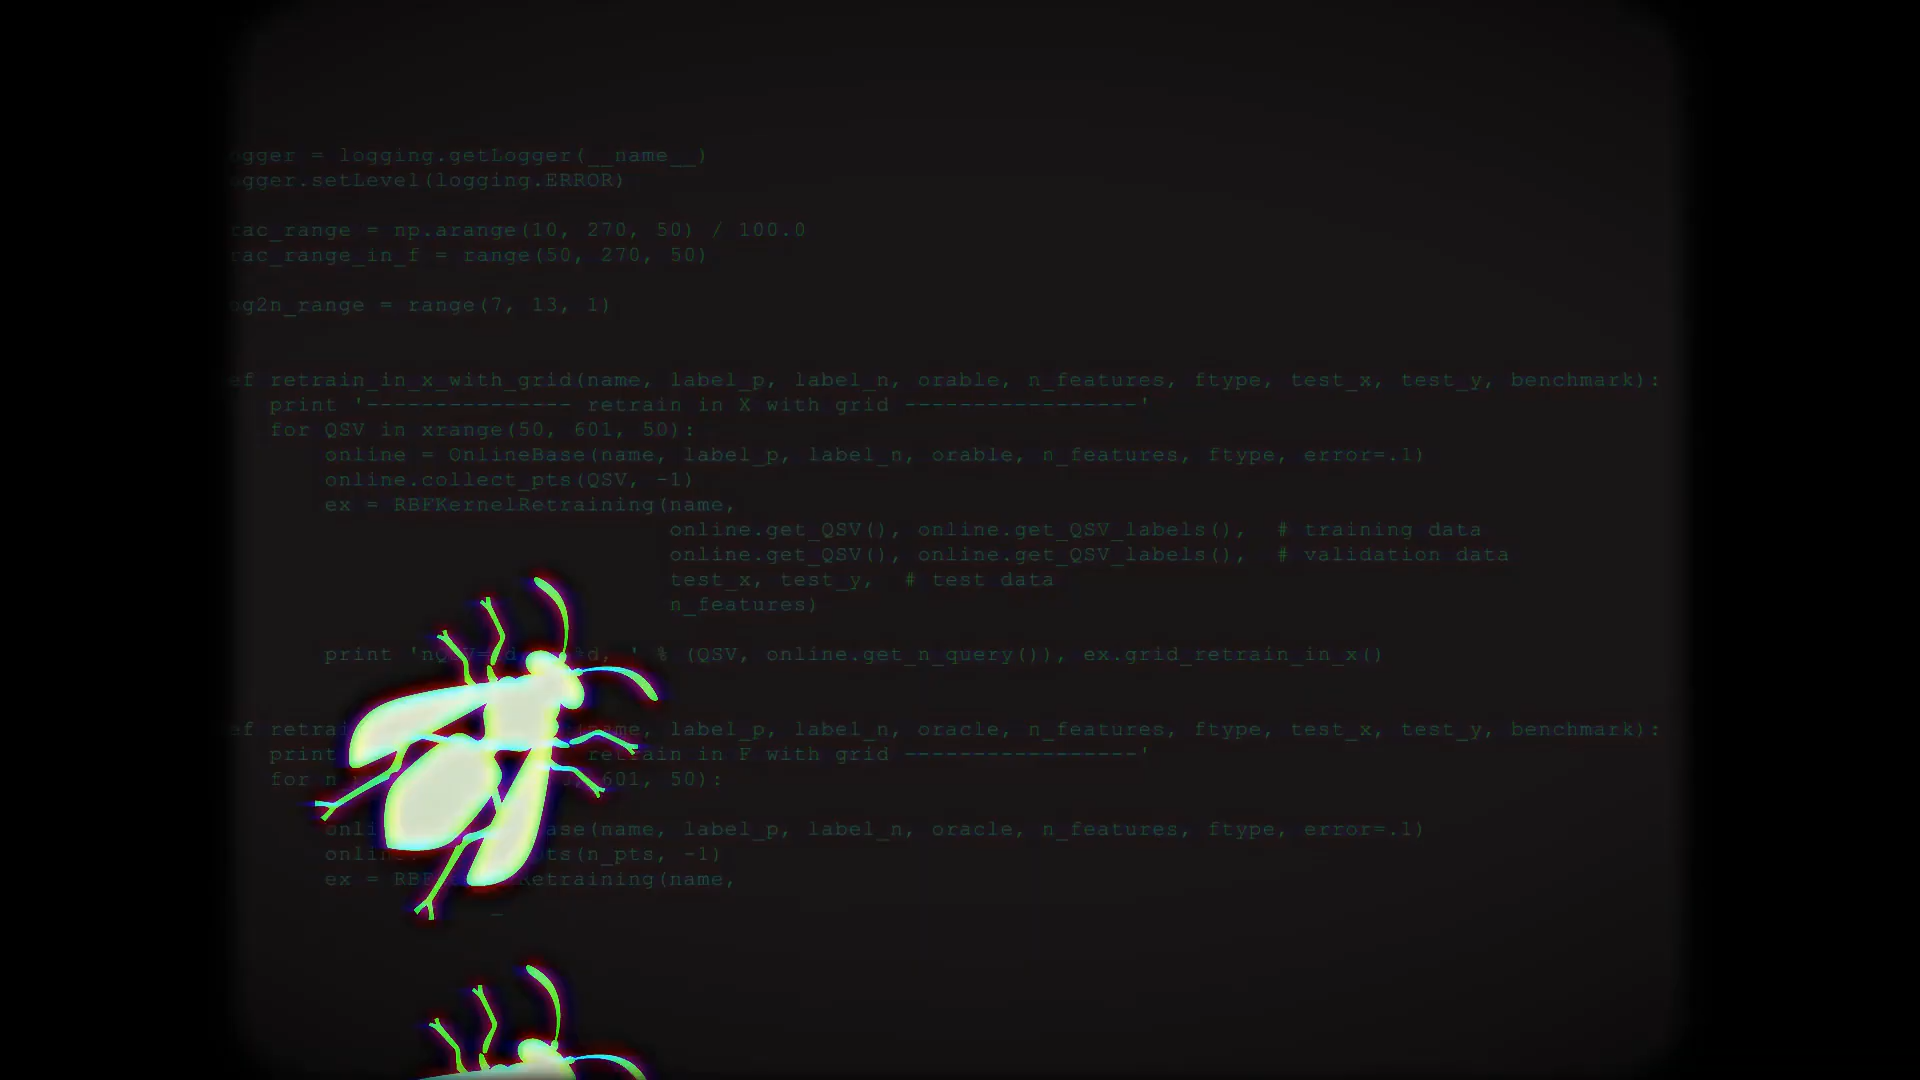 ogger = logging.getLogger(__name__)
ogger.setLevel(logging.ERROR)
rac_range = np.arange(10, 270, 50) / 100.0
rac_range_in_f = range(50, 270, 50)
og2n_range = range(7, 13, 1)
ef retrain_in_x_with_grid(name, label_p, label_n, orable, n_features, ftype, test_x, test_y, benchmark):
print '--------------- retrain in X with grid -----------------'
for QSV in xrange(50, 601, 50):
online = OnlineBase(name, label_p, label_n, orable, n_features, ftype, error=.1)
online.collect_pts(QSV, -1)
ex = RBFKernelRetraining(name,
online.get_QSV(), online.get_QSV_labels(),  # training data
online.get_QSV(), online.get_QSV_labels(),  # validation data
test_x, test_y,  # test data
n_features)
print 'nQSV= d, ' % (QSV, online.get_n_query()), ex.grid_retrain_in_x()
ef retrai name, label_p, label_n, oracle, n_features, ftype, test_x, test_y, benchmark):
print retrain in F with grid -----------------'
for n 601, 50):
onli ase(name, label_p, label_n, oracle, n_features, ftype, error=.1)
onlin ts(n_pts, -1)
ex = RB Retraining(name,
_